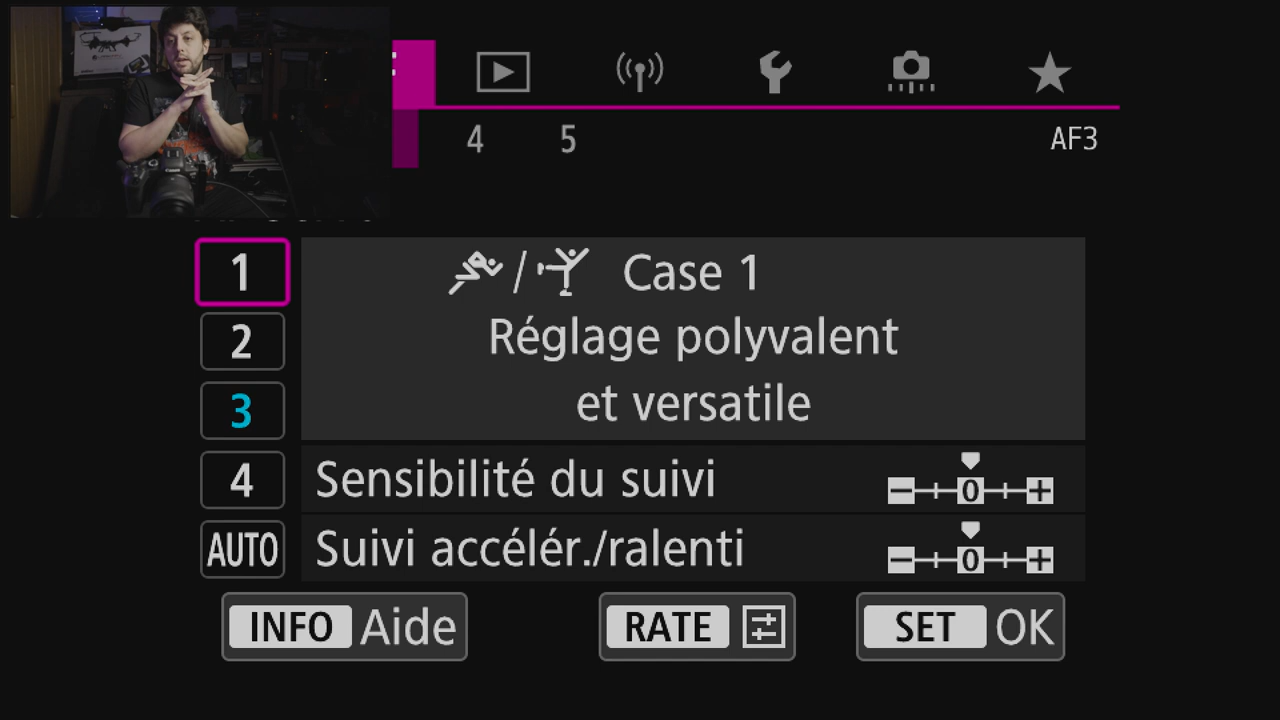 4 5 AF3
1
2
3
4
AUTO
Case 1
Réglage polyvalent
et versatile
Sensibilité du suivi
- 0 +
Suivi accélér./ralenti
- 0 +
INFO Aide
RATE
SET OK